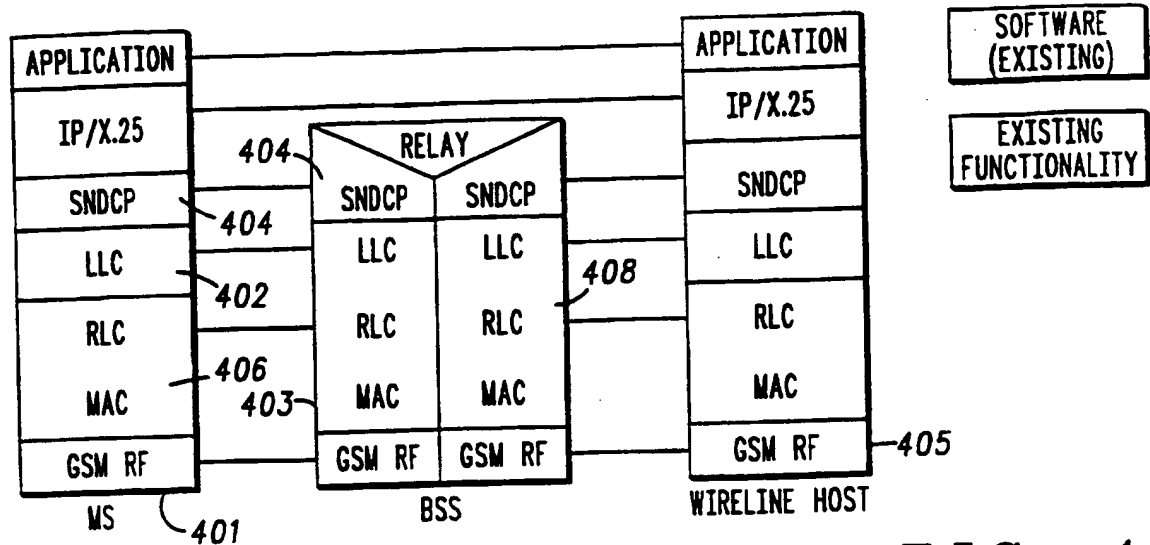 APPLICATION
IP/X.25
SNDCP
404
LLC
402
RLC
406
MAC
GSM RF
MS
401
RELAY
404
SNDCP SNDCP
LLC LLC
408
RLC RLC
403
MAC MAC
GSM RF GSM RF
BSS
APPLICATION
IP/X.25
SNDCP
LLC
RLC
MAC
GSM RF
405
WIRELINE HOST
SOFTWARE
(EXISTING)
EXISTING
FUNCTIONALITY